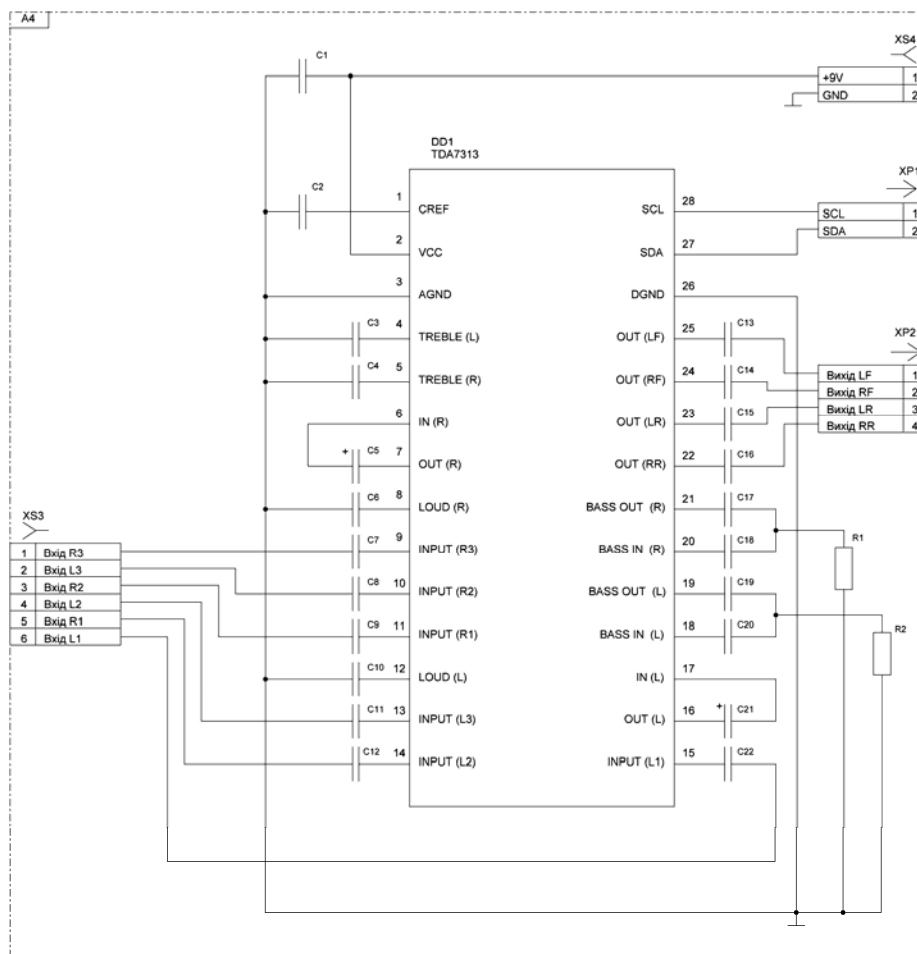 A4
C1
XS4
+9V 1
GND 2
DD1
TDA7313
XP1
C2
1 CREF
SCL 28
SCL 1
SDA 2
2 VCC
SDA 27
3 AGND
DGND 26
XP2
C3 4 TREBLE (L)
OUT (LF) 25 C13
C4 5 TREBLE (R)
OUT (RF) 24 C14
Вихід LF 1
Вихід RF 2
Вихід LR 3
Вихід RR 4
6 IN (R)
OUT (LR) 23 C15
+ C5 7 OUT (R)
OUT (RR) 22 C16
C6 8 LOUD (R)
BASS OUT (R) 21 C17
XS3
1 Вхід R3
2 Вхід L3
3 Вхід R2
4 Вхід L2
5 Вхід R1
6 Вхід L1
C7 9 INPUT (R3)
BASS IN (R) 20 C18
R1
C8 10 INPUT (R2)
BASS OUT (L) 19 C19
C9 11 INPUT (R1)
BASS IN (L) 18 C20
R2
C10 12 LOUD (L)
IN (L) 17
C11 13 INPUT (L3)
OUT (L) 16 + C21
C12 14 INPUT (L2)
INPUT (L1) 15 C22